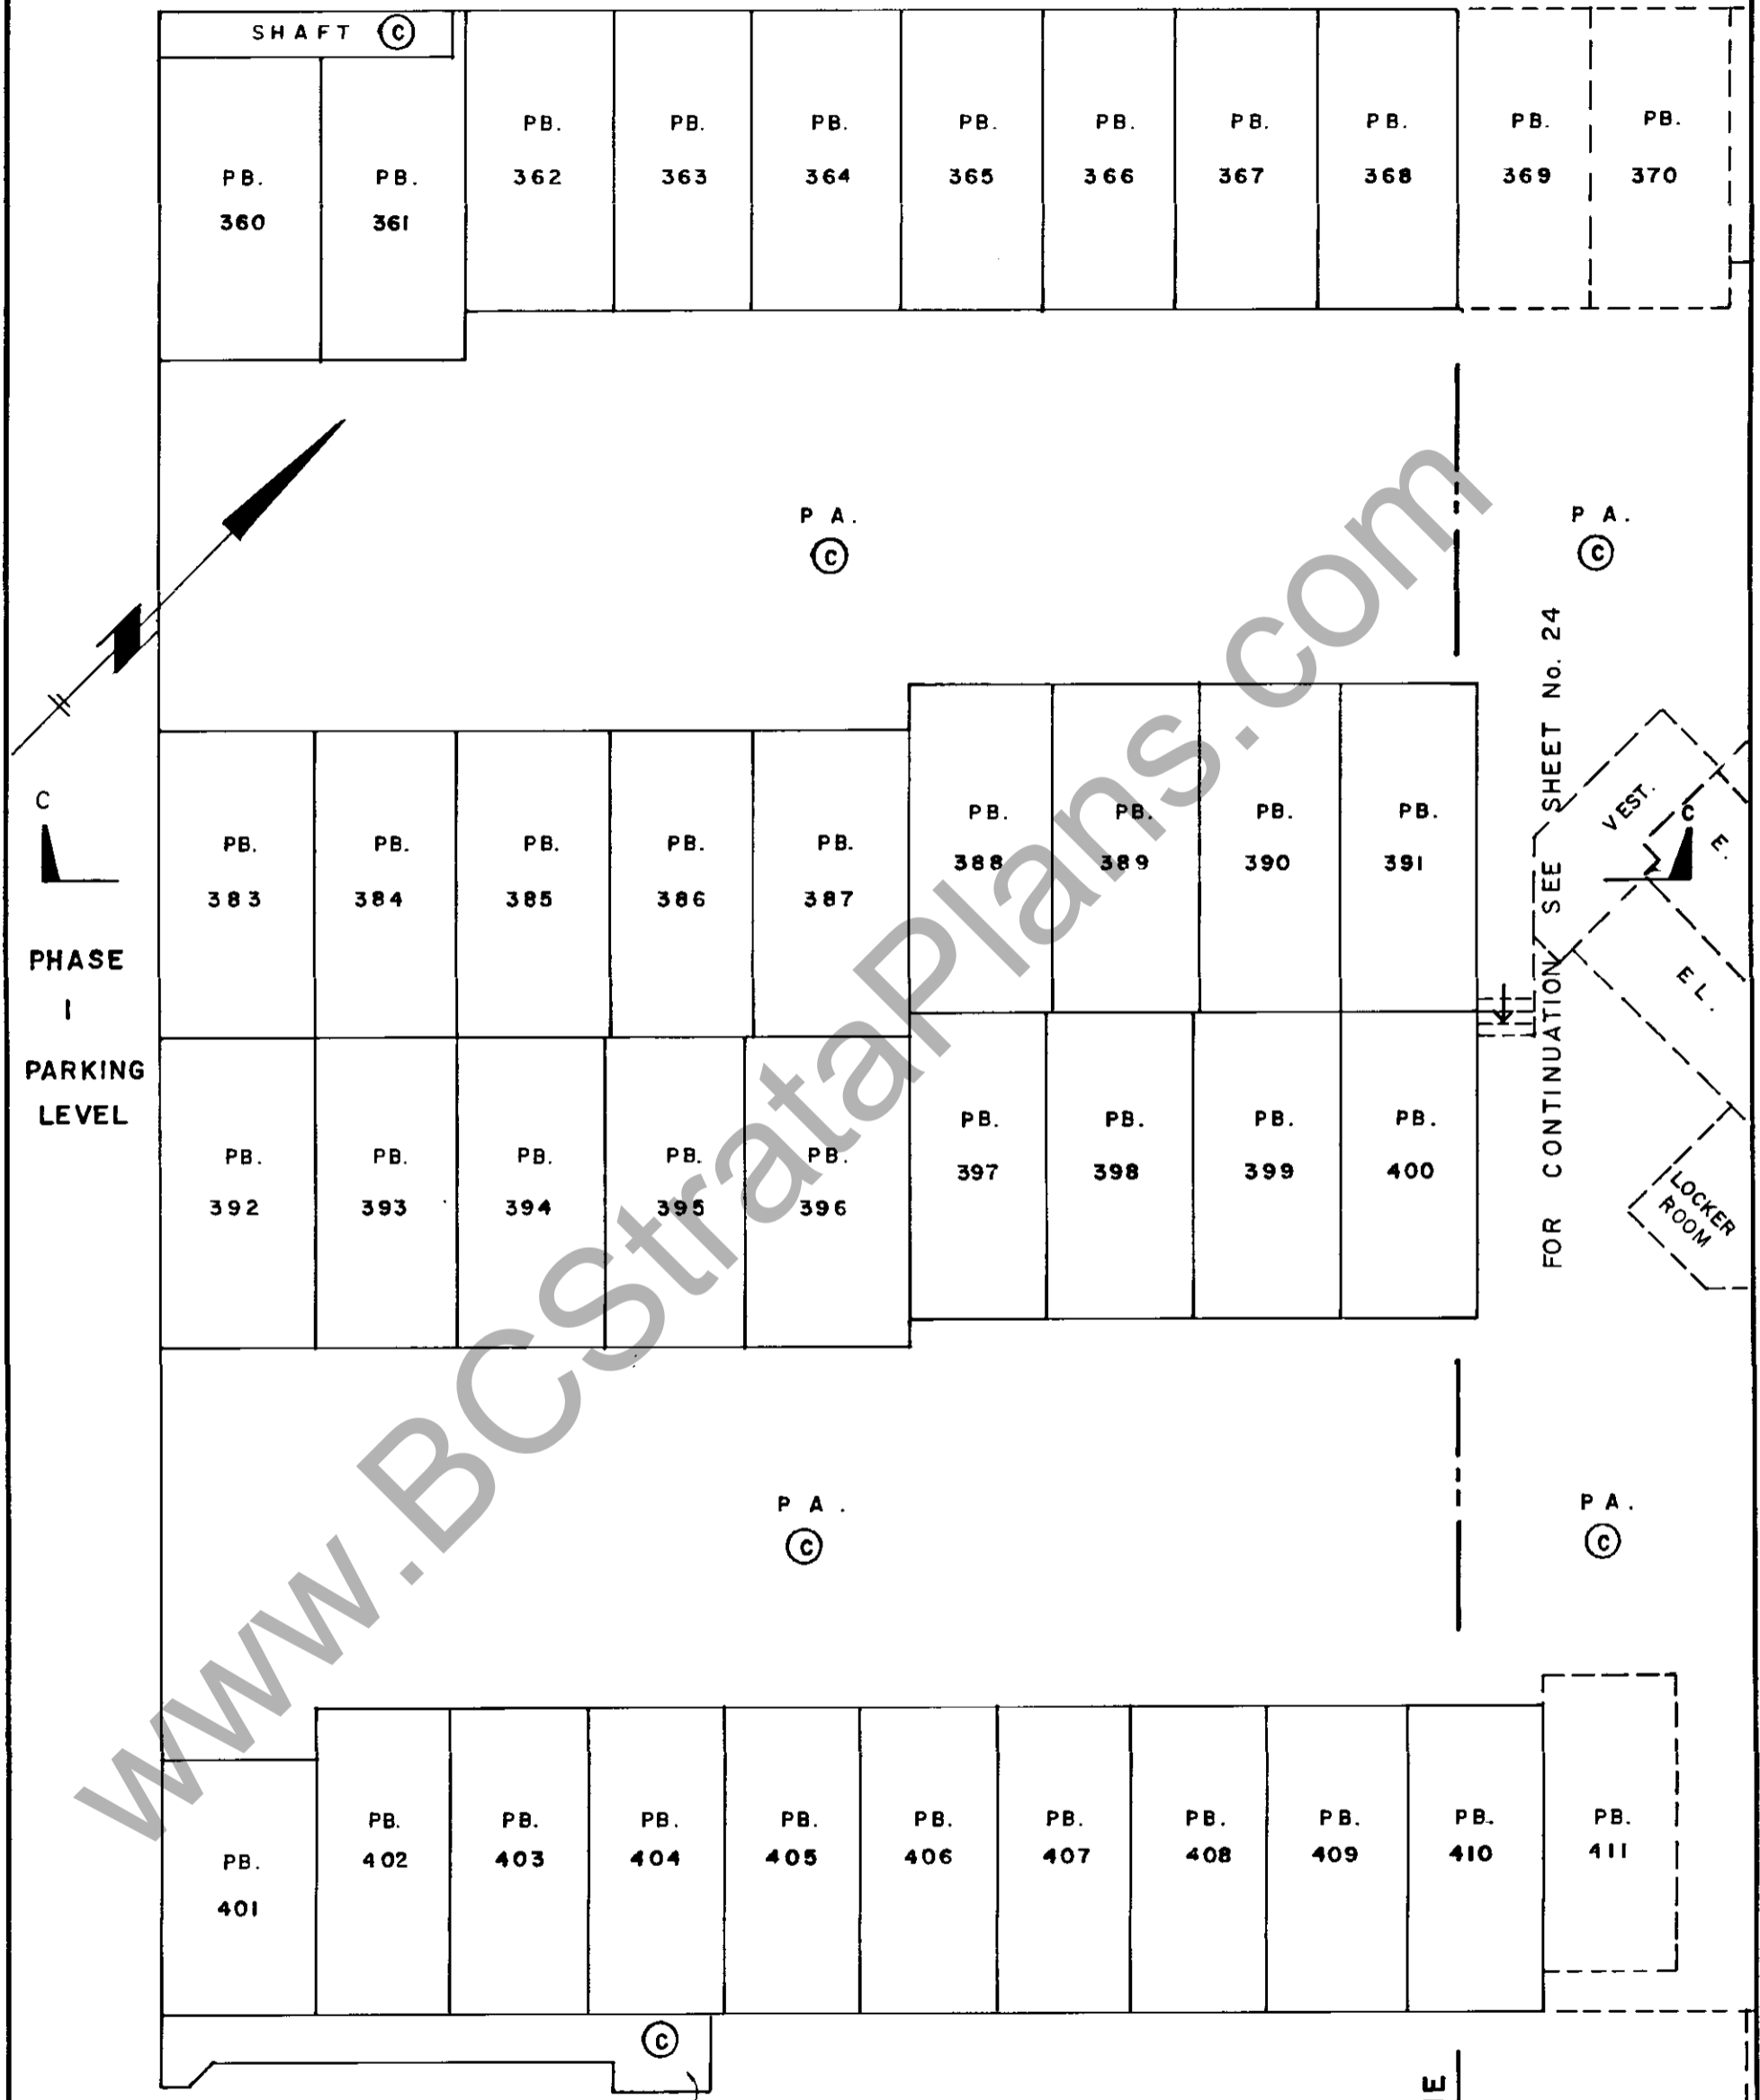 SHAFT C
PB. 360
PB. 361
PB. 362
PB. 363
PB. 364
PB. 365
PB. 366
PB. 367
PB. 368
PB. 369
PB. 370
P A.
C
P A.
C
C
PHASE
I
PARKING
LEVEL
PB. 383
PB. 384
PB. 385
PB. 386
PB. 387
PB. 388
PB. 389
PB. 390
PB. 391
FOR CONTINUATION SEE SHEET No. 24
VEST.
C
E.
EL.
LOCKER
ROOM
PB. 392
PB. 393
PB. 394
PB. 395
PB. 396
PB. 397
PB. 398
PB. 399
PB. 400
P A.
C
P A.
C
PB. 401
PB. 402
PB. 403
PB. 404
PB. 405
PB. 406
PB. 407
PB. 408
PB. 409
PB. 410
PB. 411
C
E
www.BCStrataPlans.com